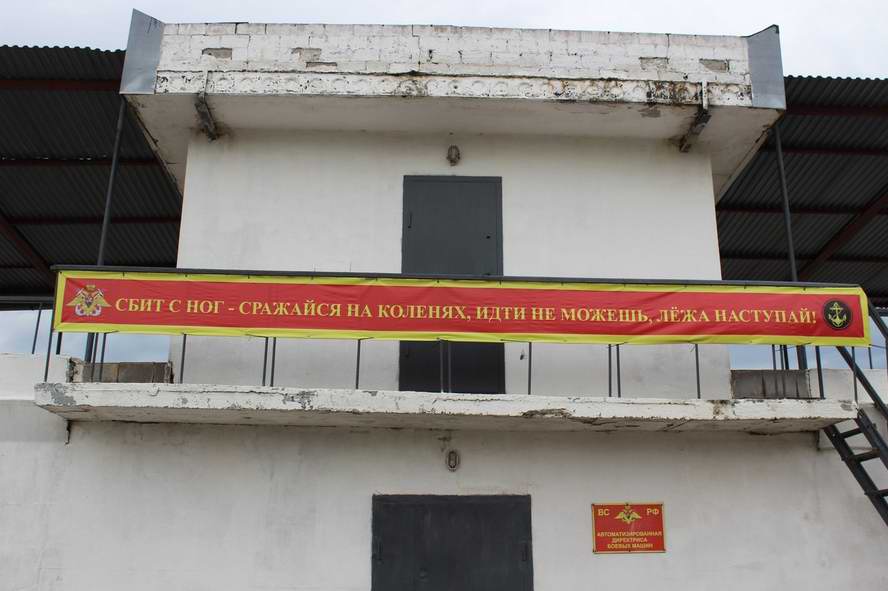 СБИТ С НОГ - СРАЖАЙСЯ НА КОЛЕНЯХ, ИДТИ НЕ МОЖЕШЬ, ЛЁЖА НАСТУПАЙ!
ВС РФ
АВТОМАТИЗИРОВАННАЯ
ДИРЕКТРИСА
БОЕВЫХ МАШИН